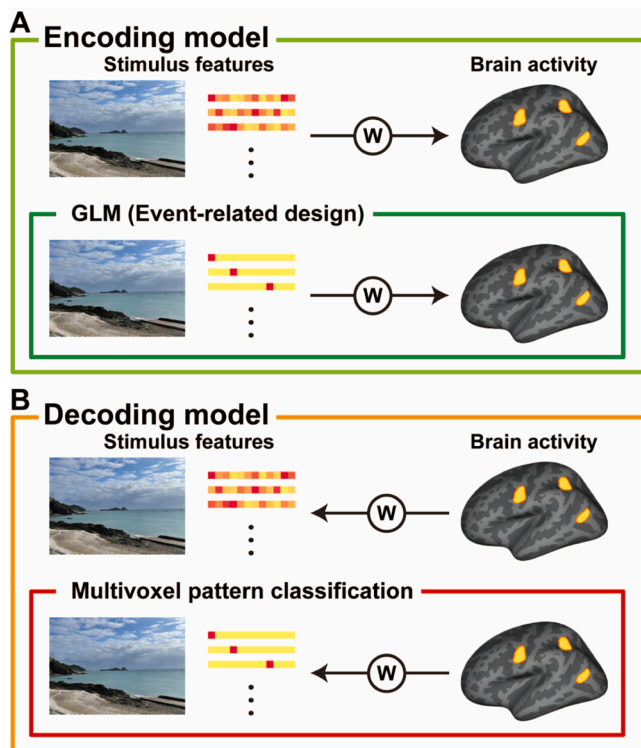 A
Encoding model
Stimulus features
Brain activity
W
GLM (Event-related design)
W
B
Decoding model
Stimulus features
Brain activity
W
Multivoxel pattern classification
W